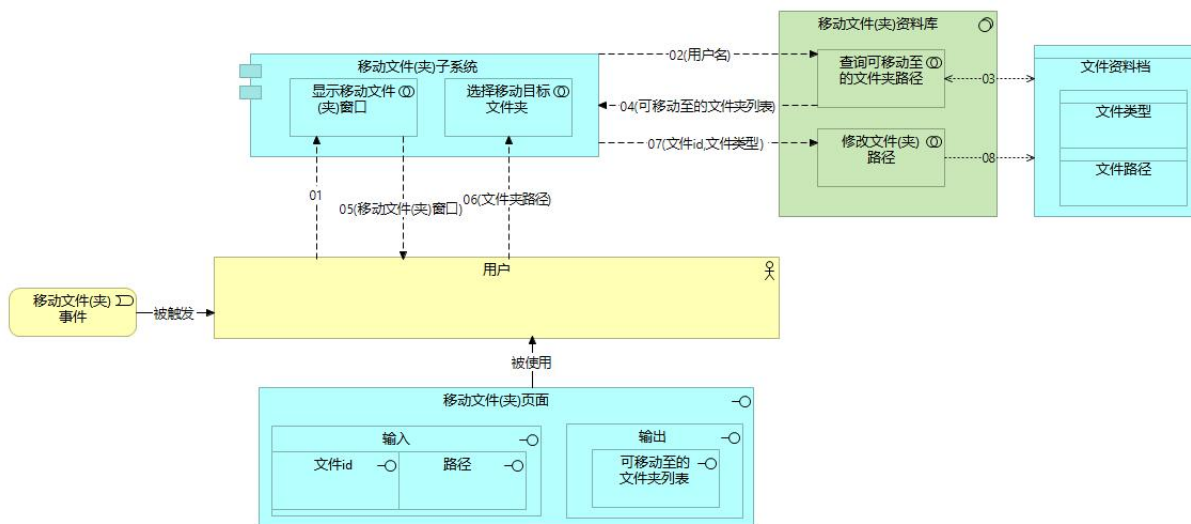 移动文件(夹)资料库
02(用户名)
移动文件(夹)子系统
查询可移动至
的文件夹路径
03
文件资料档
显示移动文件
(夹)窗口
选择移动目标
文件夹
04(可移动至的文件夹列表)
文件类型
07(文件id,文件类型)
修改文件(夹)
路径
08
文件路径
01
05(移动文件(夹)窗口)
06(文件夹路径)
用户
移动文件(夹)
事件
被触发
被使用
移动文件(夹)页面
输入
输出
文件id
路径
可移动至的
文件夹列表